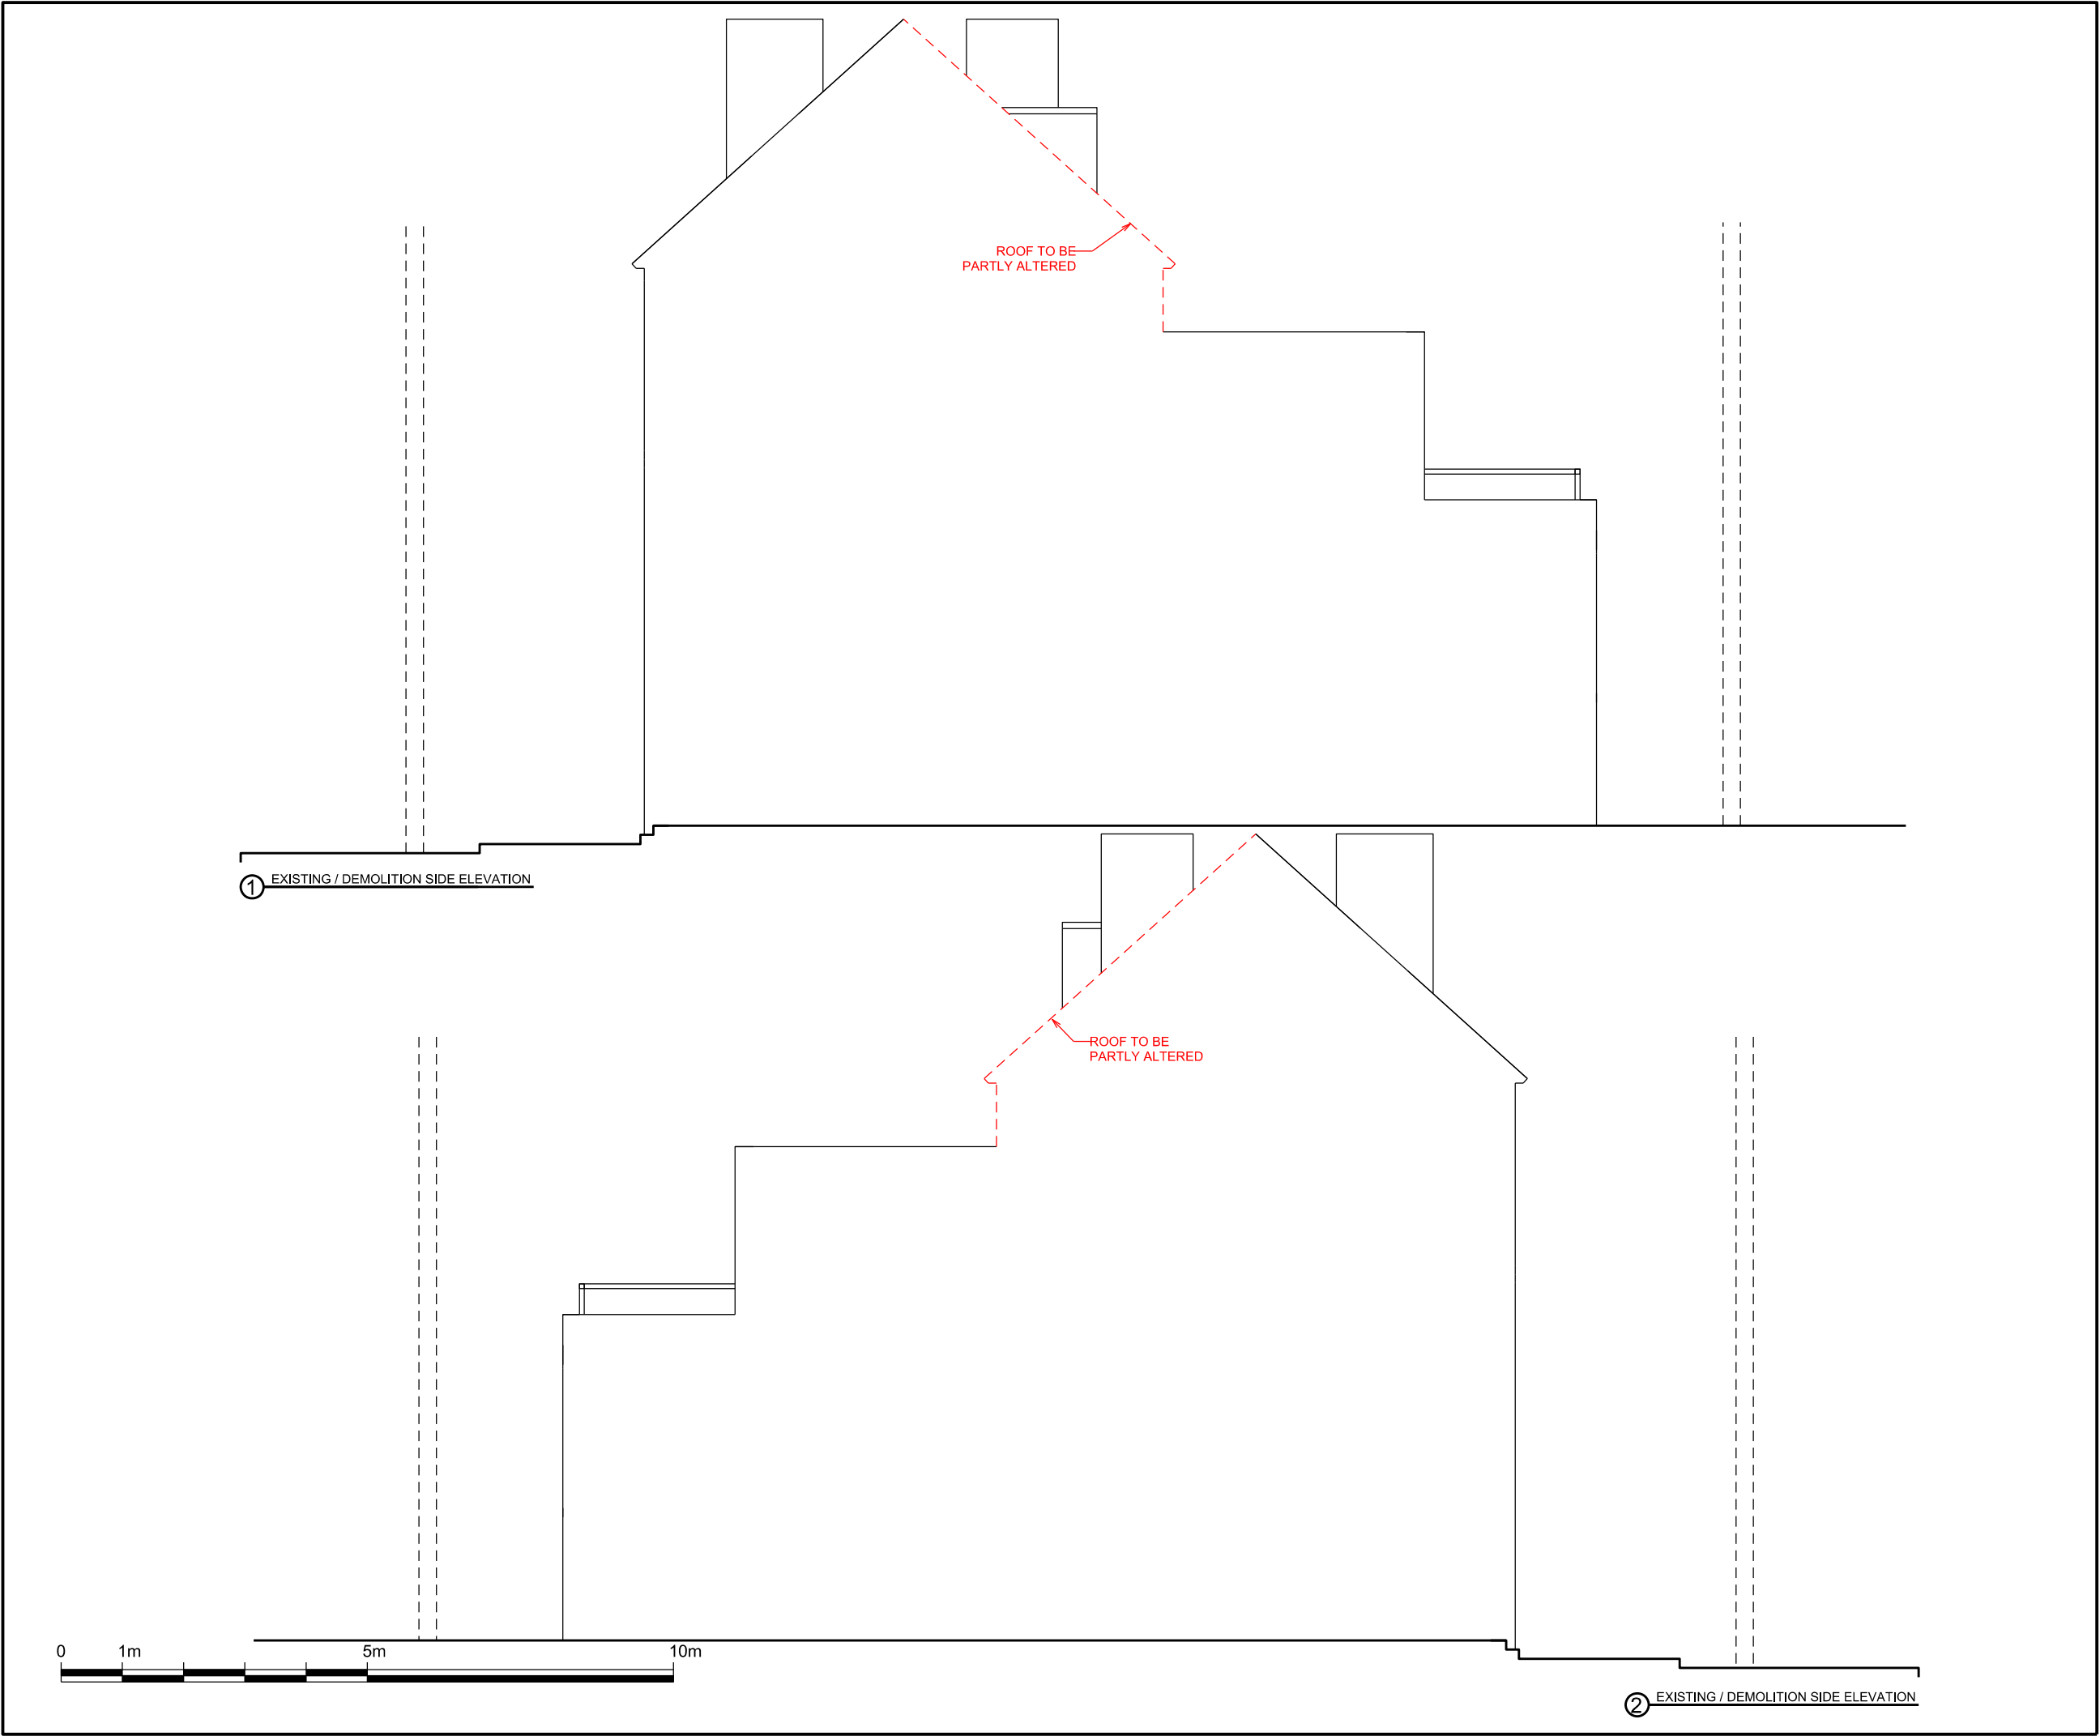 ROOF TO BE
PARTLY ALTERED
1 EXISTING / DEMOLITION SIDE ELEVATION
ROOF TO BE
PARTLY ALTERED
0 1m 5m 10m
2 EXISTING / DEMOLITION SIDE ELEVATION